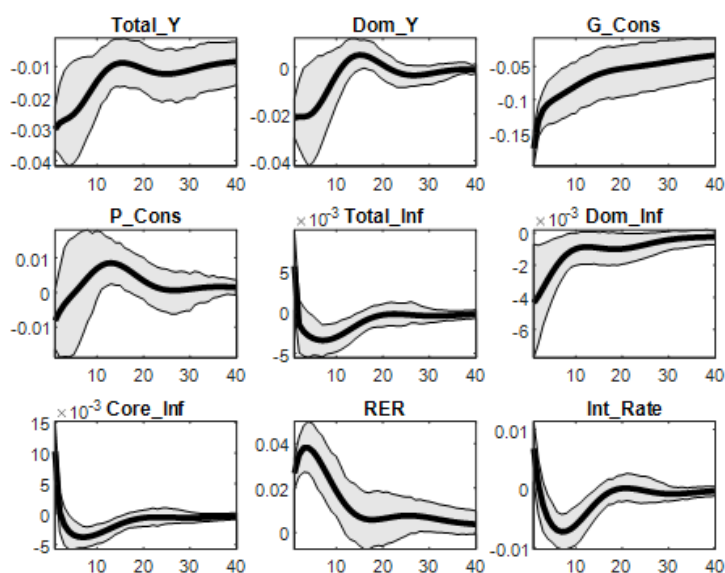 Total_Y
Dom_Y
G_Cons
-0.01
-0.02
-0.03
-0.04
10 20 30 40
0
-0.02
-0.04
10 20 30 40
-0.05
-0.1
-0.15
10 20 30 40
P_Cons
×10⁻³ Total_Inf
×10⁻³ Dom_Inf
0.01
0
-0.01
10 20 30 40
5
0
-5
10 20 30 40
0
-2
-4
-6
10 20 30 40
×10⁻³ Core_Inf
RER
Int_Rate
15
10
5
0
-5
10 20 30 40
0.04
0.02
0
10 20 30 40
0.01
0
-0.01
10 20 30 40